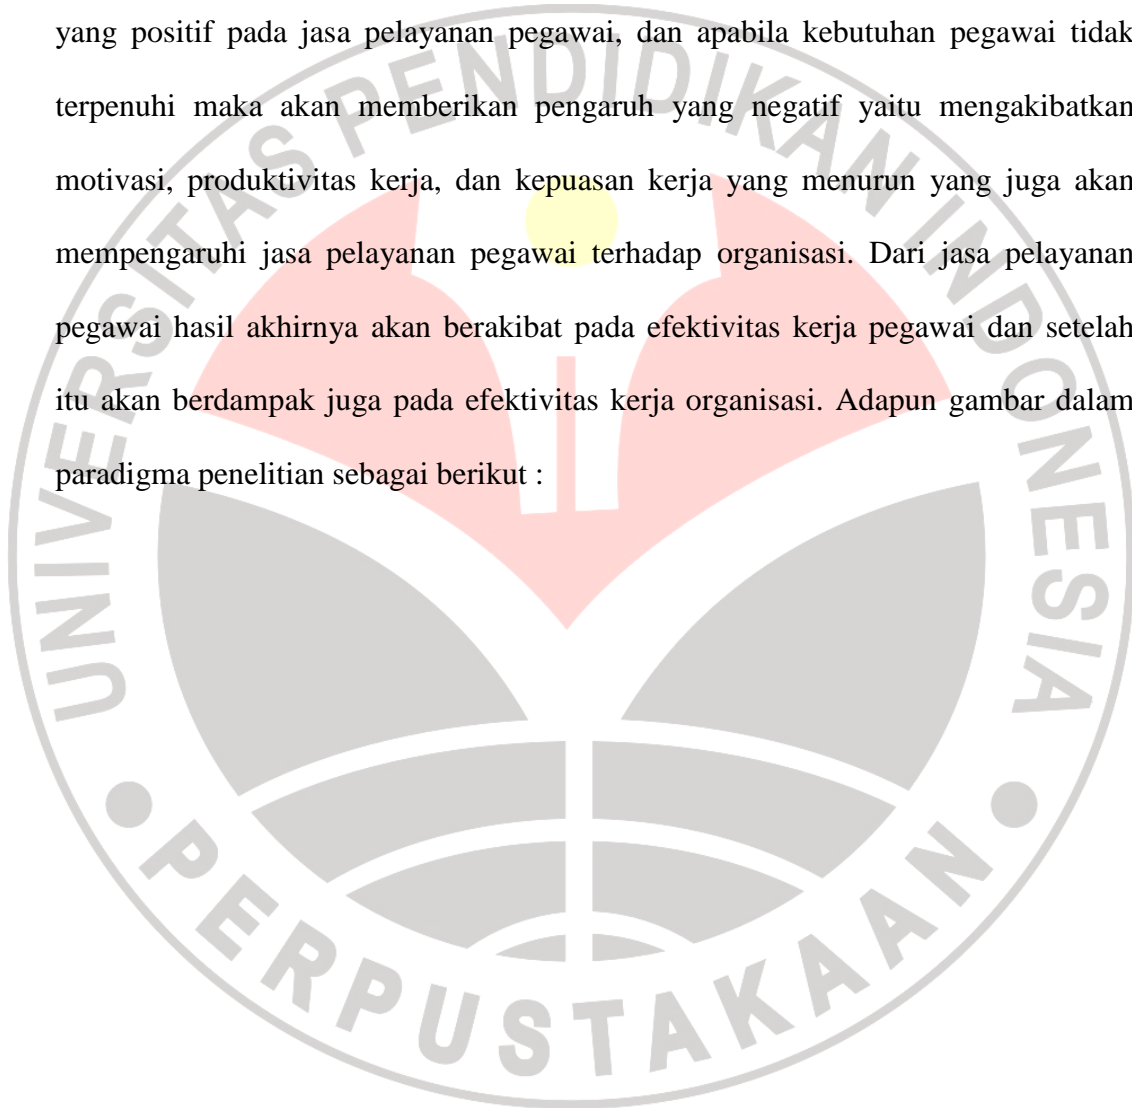 yang positif pada jasa pelayanan pegawai, dan apabila kebutuhan pegawai tidak
terpenuhi maka akan memberikan pengaruh yang negatif yaitu mengakibatkan
motivasi, produktivitas kerja, dan kepuasan kerja yang menurun yang juga akan
mempengaruhi jasa pelayanan pegawai terhadap organisasi. Dari jasa pelayanan
pegawai hasil akhirnya akan berakibat pada efektivitas kerja pegawai dan setelah
itu akan berdampak juga pada efektivitas kerja organisasi. Adapun gambar dalam
paradigma penelitian sebagai berikut :
UNIVERSITAS PENDIDIKAN INDONESIA
PERPUSTAKAAN